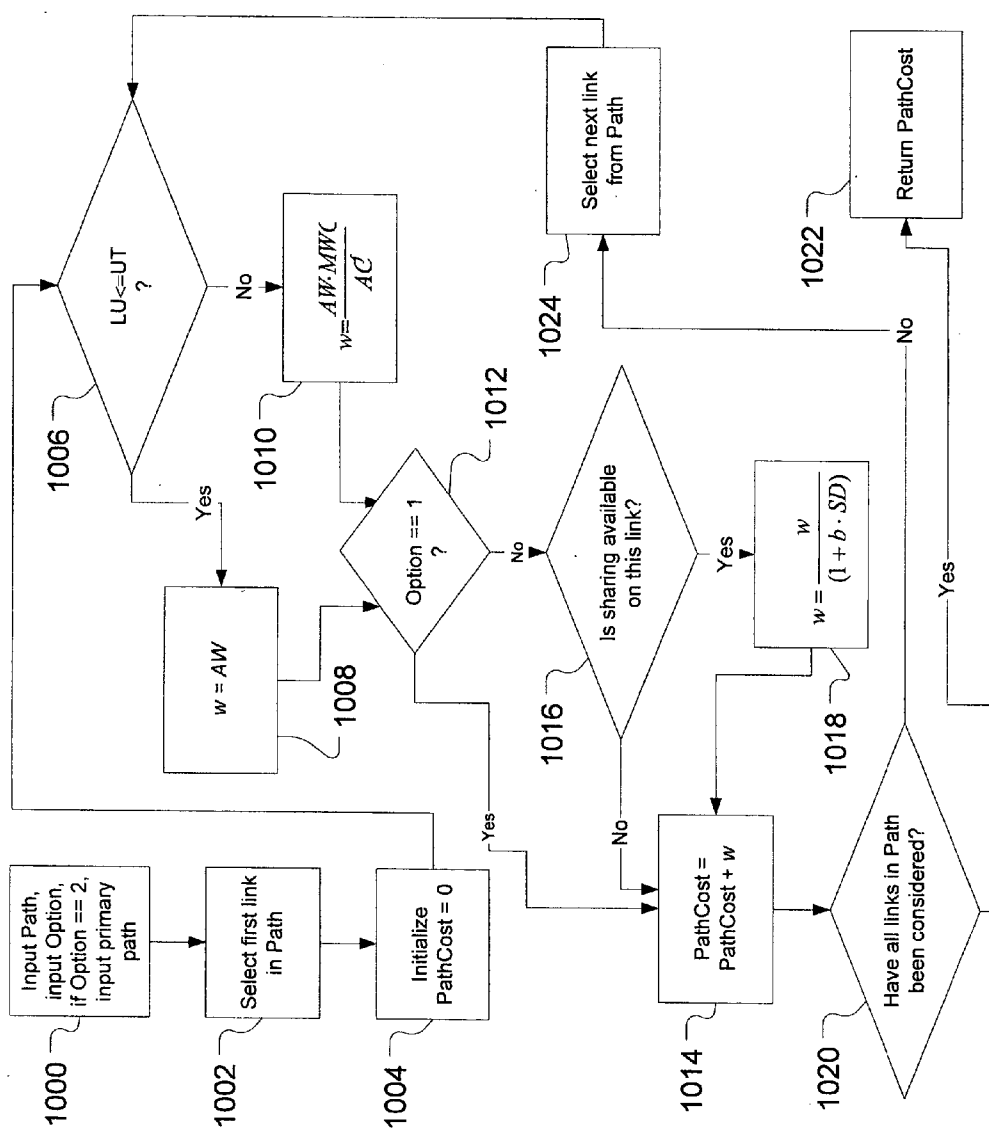 Input Path,
input Option,
if Option == 2,
input primary
path
1000
Select first link
in Path
1002
Initialize
PathCost = 0
1004
LU<=UT
?
1006
Yes
No
w = AW
1008
w = AW·MWC / AC
1010
Option == 1
?
1012
Yes
No
Is sharing available
on this link?
1016
No
Yes
w = w / (1 + b · SD)
1018
PathCost =
PathCost + w
1014
Have all links in Path
been considered?
1020
No
Yes
Select next link
from Path
1024
Return PathCost
1022